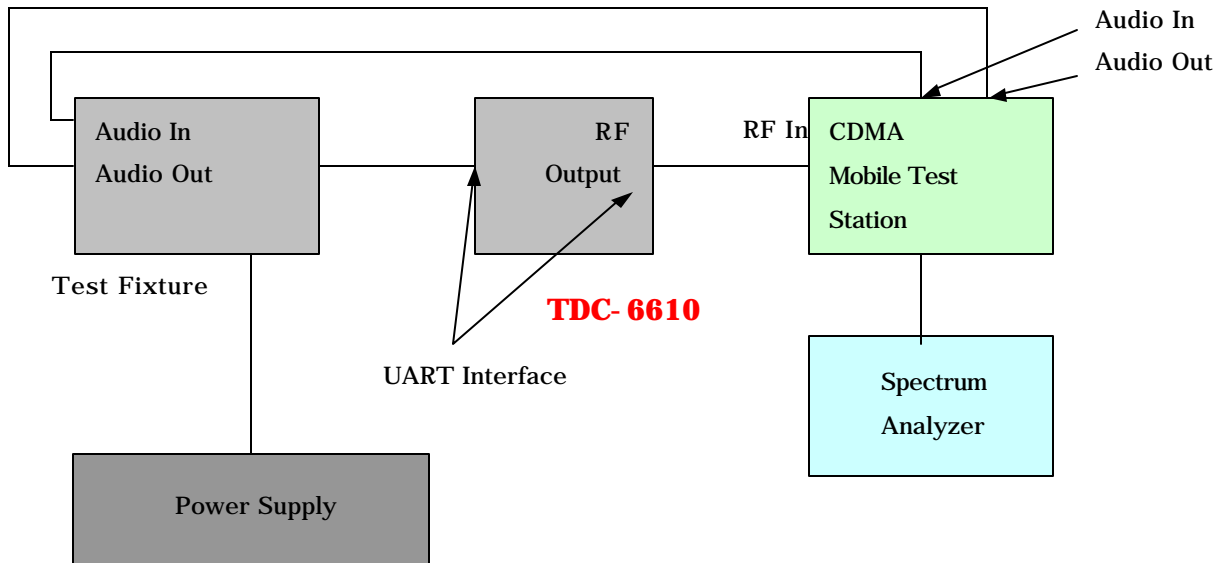 Audio In
Audio Out
Audio In
Audio Out
RF
Output
RF In
CDMA
Mobile Test
Station
Test Fixture
TDC- 6610
UART Interface
Spectrum
Analyzer
Power Supply